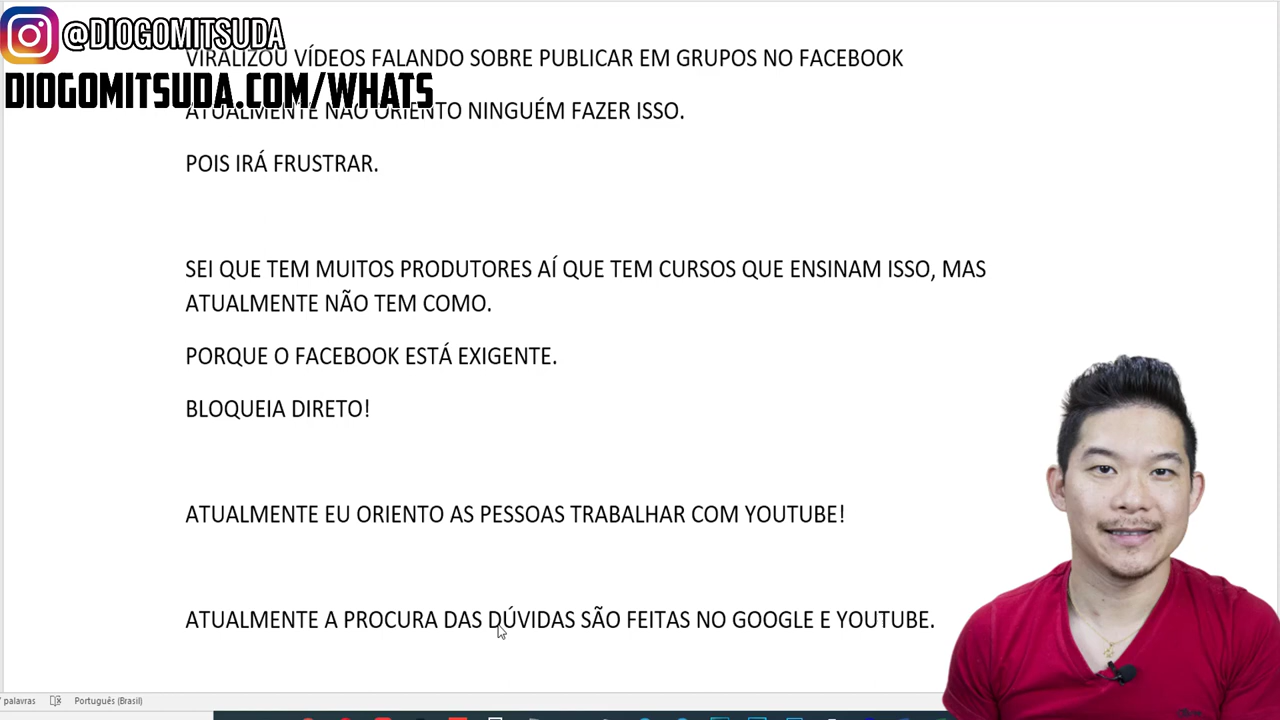 @DIOGOMITSUDA
VIRALIZOU VÍDEOS FALANDO SOBRE PUBLICAR EM GRUPOS NO FACEBOOK
DIOGOMITSUDA.COM/WHATS
ATUALMENTE NÃO ORIENTO NINGUÉM FAZER ISSO.
POIS IRÁ FRUSTRAR.
SEI QUE TEM MUITOS PRODUTORES AÍ QUE TEM CURSOS QUE ENSINAM ISSO, MAS
ATUALMENTE NÃO TEM COMO.
PORQUE O FACEBOOK ESTÁ EXIGENTE.
BLOQUEIA DIRETO!
ATUALMENTE EU ORIENTO AS PESSOAS TRABALHAR COM YOUTUBE!
ATUALMENTE A PROCURA DAS DÚVIDAS SÃO FEITAS NO GOOGLE E YOUTUBE.
palavras
Português (Brasil)